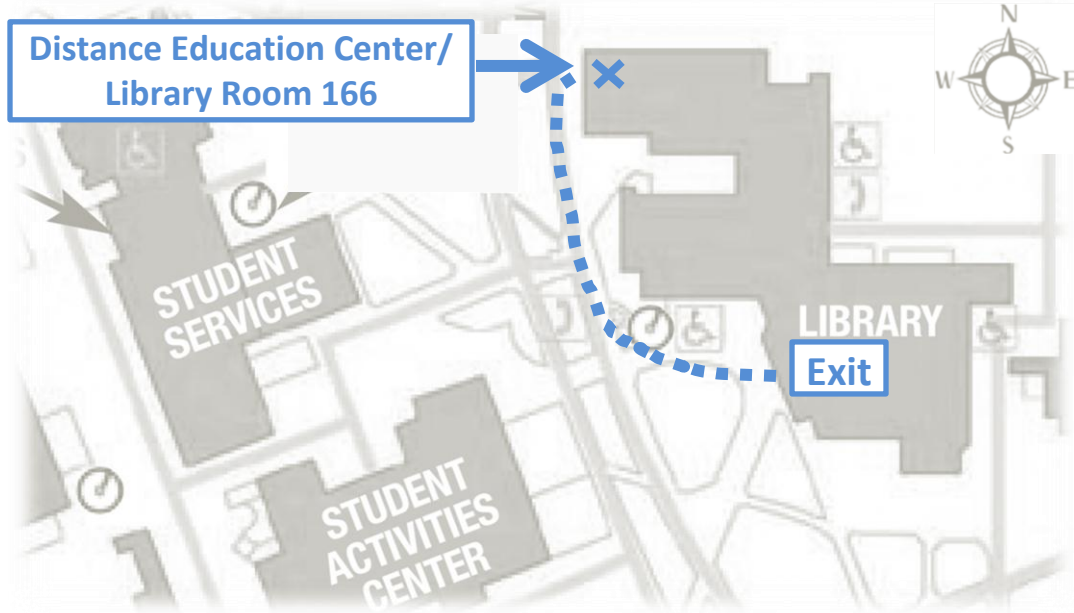 Distance Education Center/
Library Room 166
N
W
E
S
STUDENT
SERVICES
LIBRARY
Exit
STUDENT
ACTIVITIES
CENTER